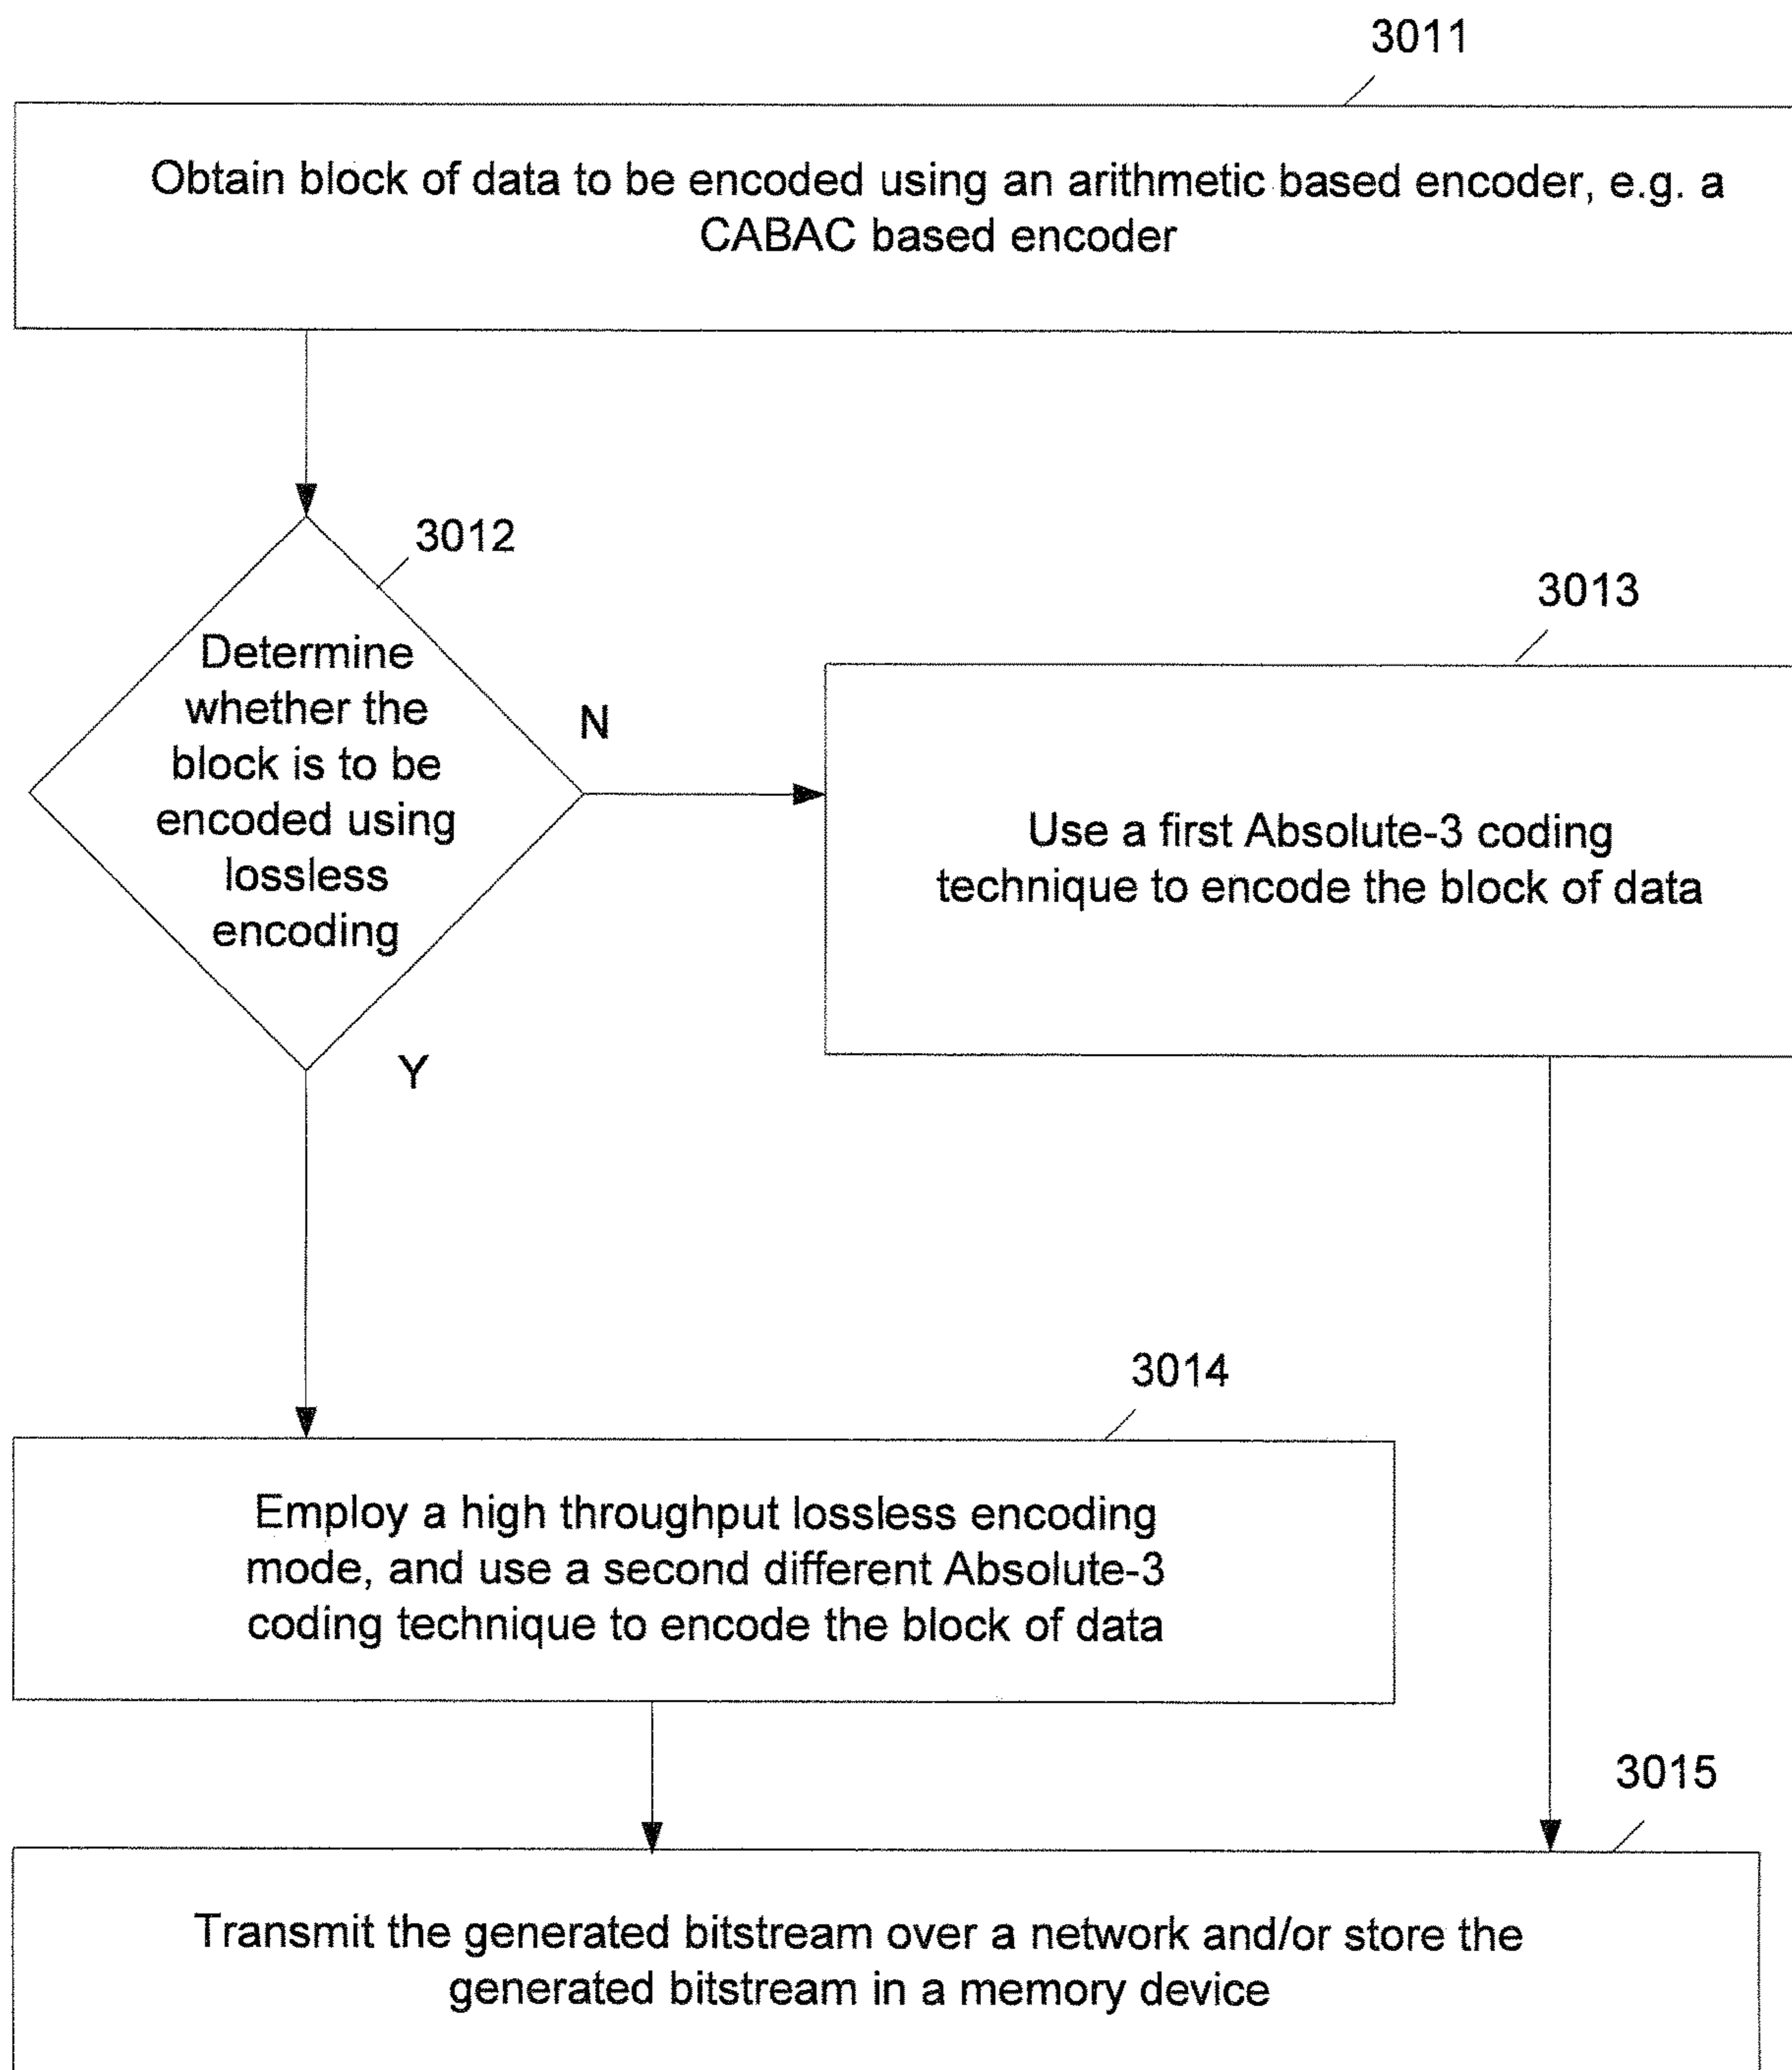 3011
Obtain block of data to be encoded using an arithmetic based encoder, e.g. a
CABAC based encoder
3012
Determine
whether the
block is to be
encoded using
lossless
encoding
N
Y
3013
Use a first Absolute-3 coding
technique to encode the block of data
3014
Employ a high throughput lossless encoding
mode, and use a second different Absolute-3
coding technique to encode the block of data
3015
Transmit the generated bitstream over a network and/or store the
generated bitstream in a memory device